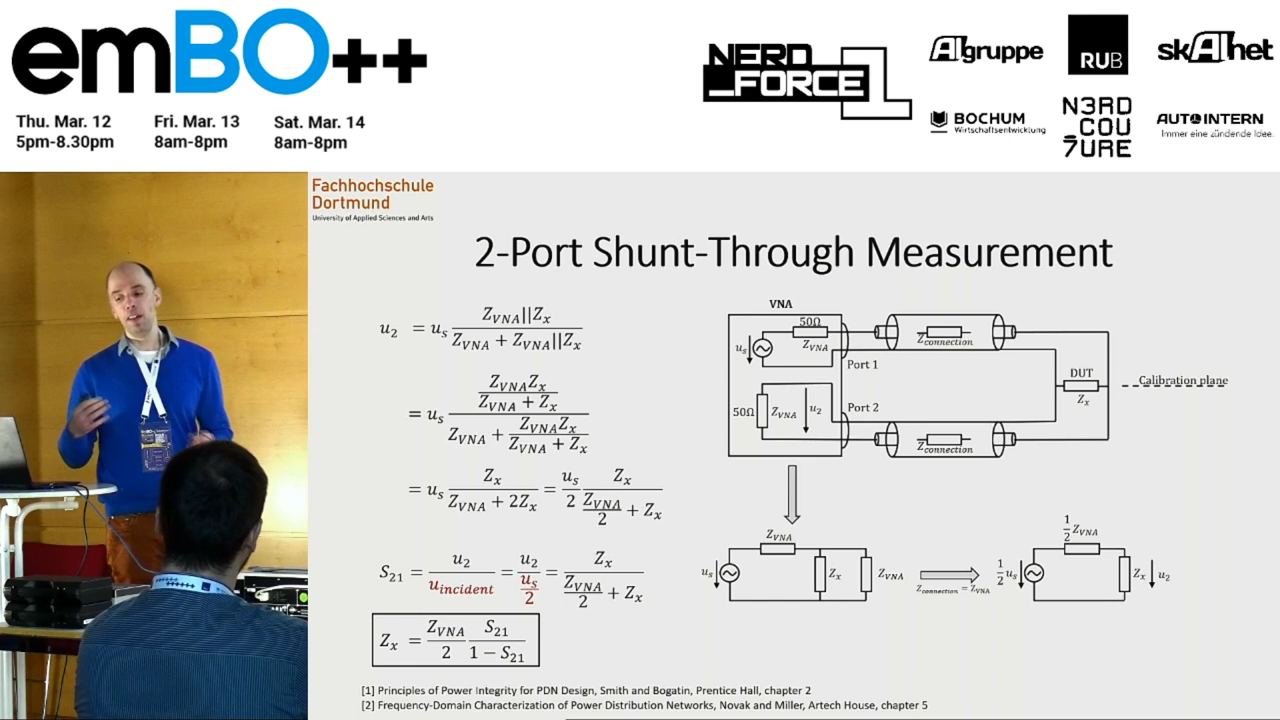 emBO++
Thu. Mar. 12
5pm-8.30pm
Fri. Mar. 13
8am-8pm
Sat. Mar. 14
8am-8pm
NERD
_FORCE 1
AIgruppe
RUB
skAInet
BOCHUM
Wirtschaftsentwicklung
N3RD
COU
7URE
AUTOINTERN
Immer eine zündende Idee.
Fachhochschule
Dortmund
University of Applied Sciences and Arts
2-Port Shunt-Through Measurement
u_2 = u_s (Z_VNA||Z_x) / (Z_VNA + Z_VNA||Z_x)
= u_s (Z_VNA Z_x / (Z_VNA + Z_x)) / (Z_VNA + Z_VNA Z_x / (Z_VNA + Z_x))
= u_s Z_x / (Z_VNA + 2Z_x) = u_s/2 Z_x / (Z_VNA/2 + Z_x)
S_21 = u_2 / u_incident = u_2 / (u_s/2) = Z_x / (Z_VNA/2 + Z_x)
Z_x = Z_VNA/2 S_21 / (1 − S_21)
VNA
50Ω
Z_VNA
u_s
Z_connection
Port 1
DUT
Z_x
Calibration plane
50Ω
Z_VNA
u_2
Port 2
Z_connection
Z_VNA
u_s
Z_x
Z_VNA
Z_connection = Z_VNA
1/2 Z_VNA
1/2 u_s
Z_x
u_2
[1] Principles of Power Integrity for PDN Design, Smith and Bogatin, Prentice Hall, chapter 2
[2] Frequency-Domain Characterization of Power Distribution Networks, Novak and Miller, Artech House, chapter 5